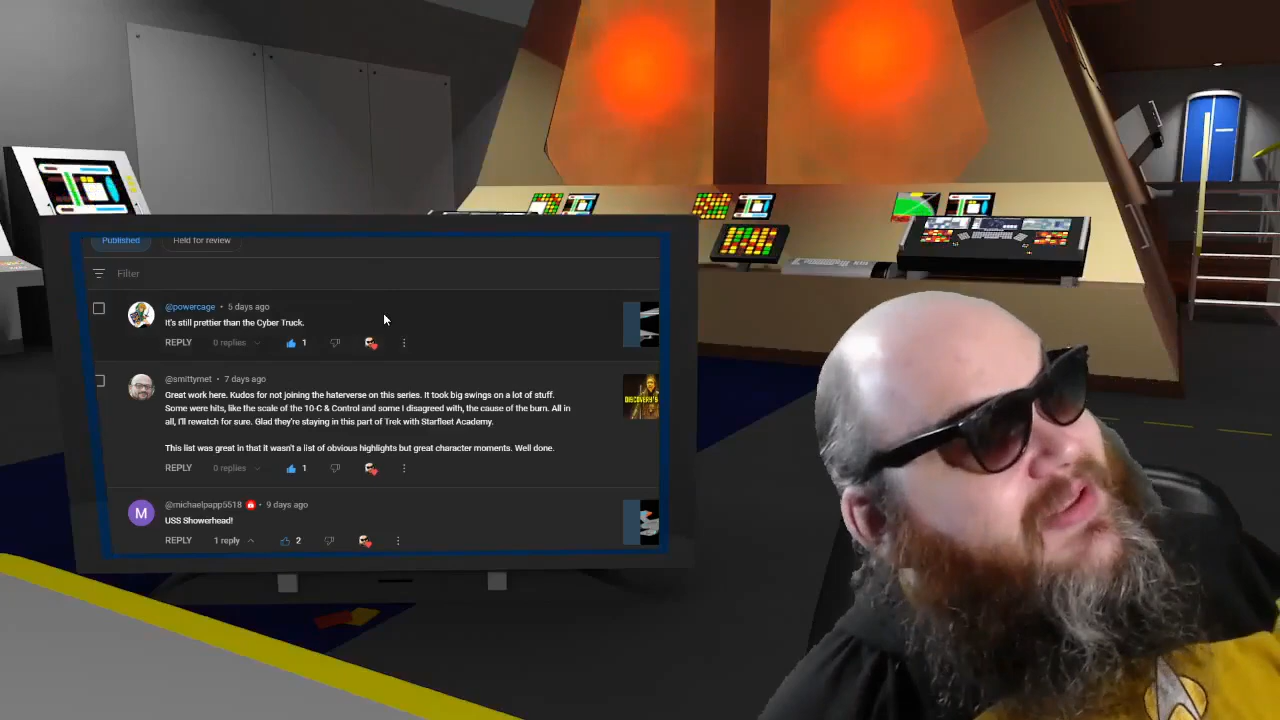 Published Held for review
Filter
@powercage • 5 days ago
It's still prettier than the Cyber Truck.
REPLY 0 replies 1
@smittymet • 7 days ago
Great work here. Kudos for not joining the haterverse on this series. It took big swings on a lot of stuff.
Some were hits, like the scale of the 10-C & Control and some I disagreed with, the cause of the burn. All in
all, I'll rewatch for sure. Glad they're staying in this part of Trek with Starfleet Academy.
This list was great in that it wasn't a list of obvious highlights but great character moments. Well done.
REPLY 0 replies 1
DISCOVERY'S
M
@michaelpapp5518 • 9 days ago
USS Showerhead!
REPLY 1 reply 2